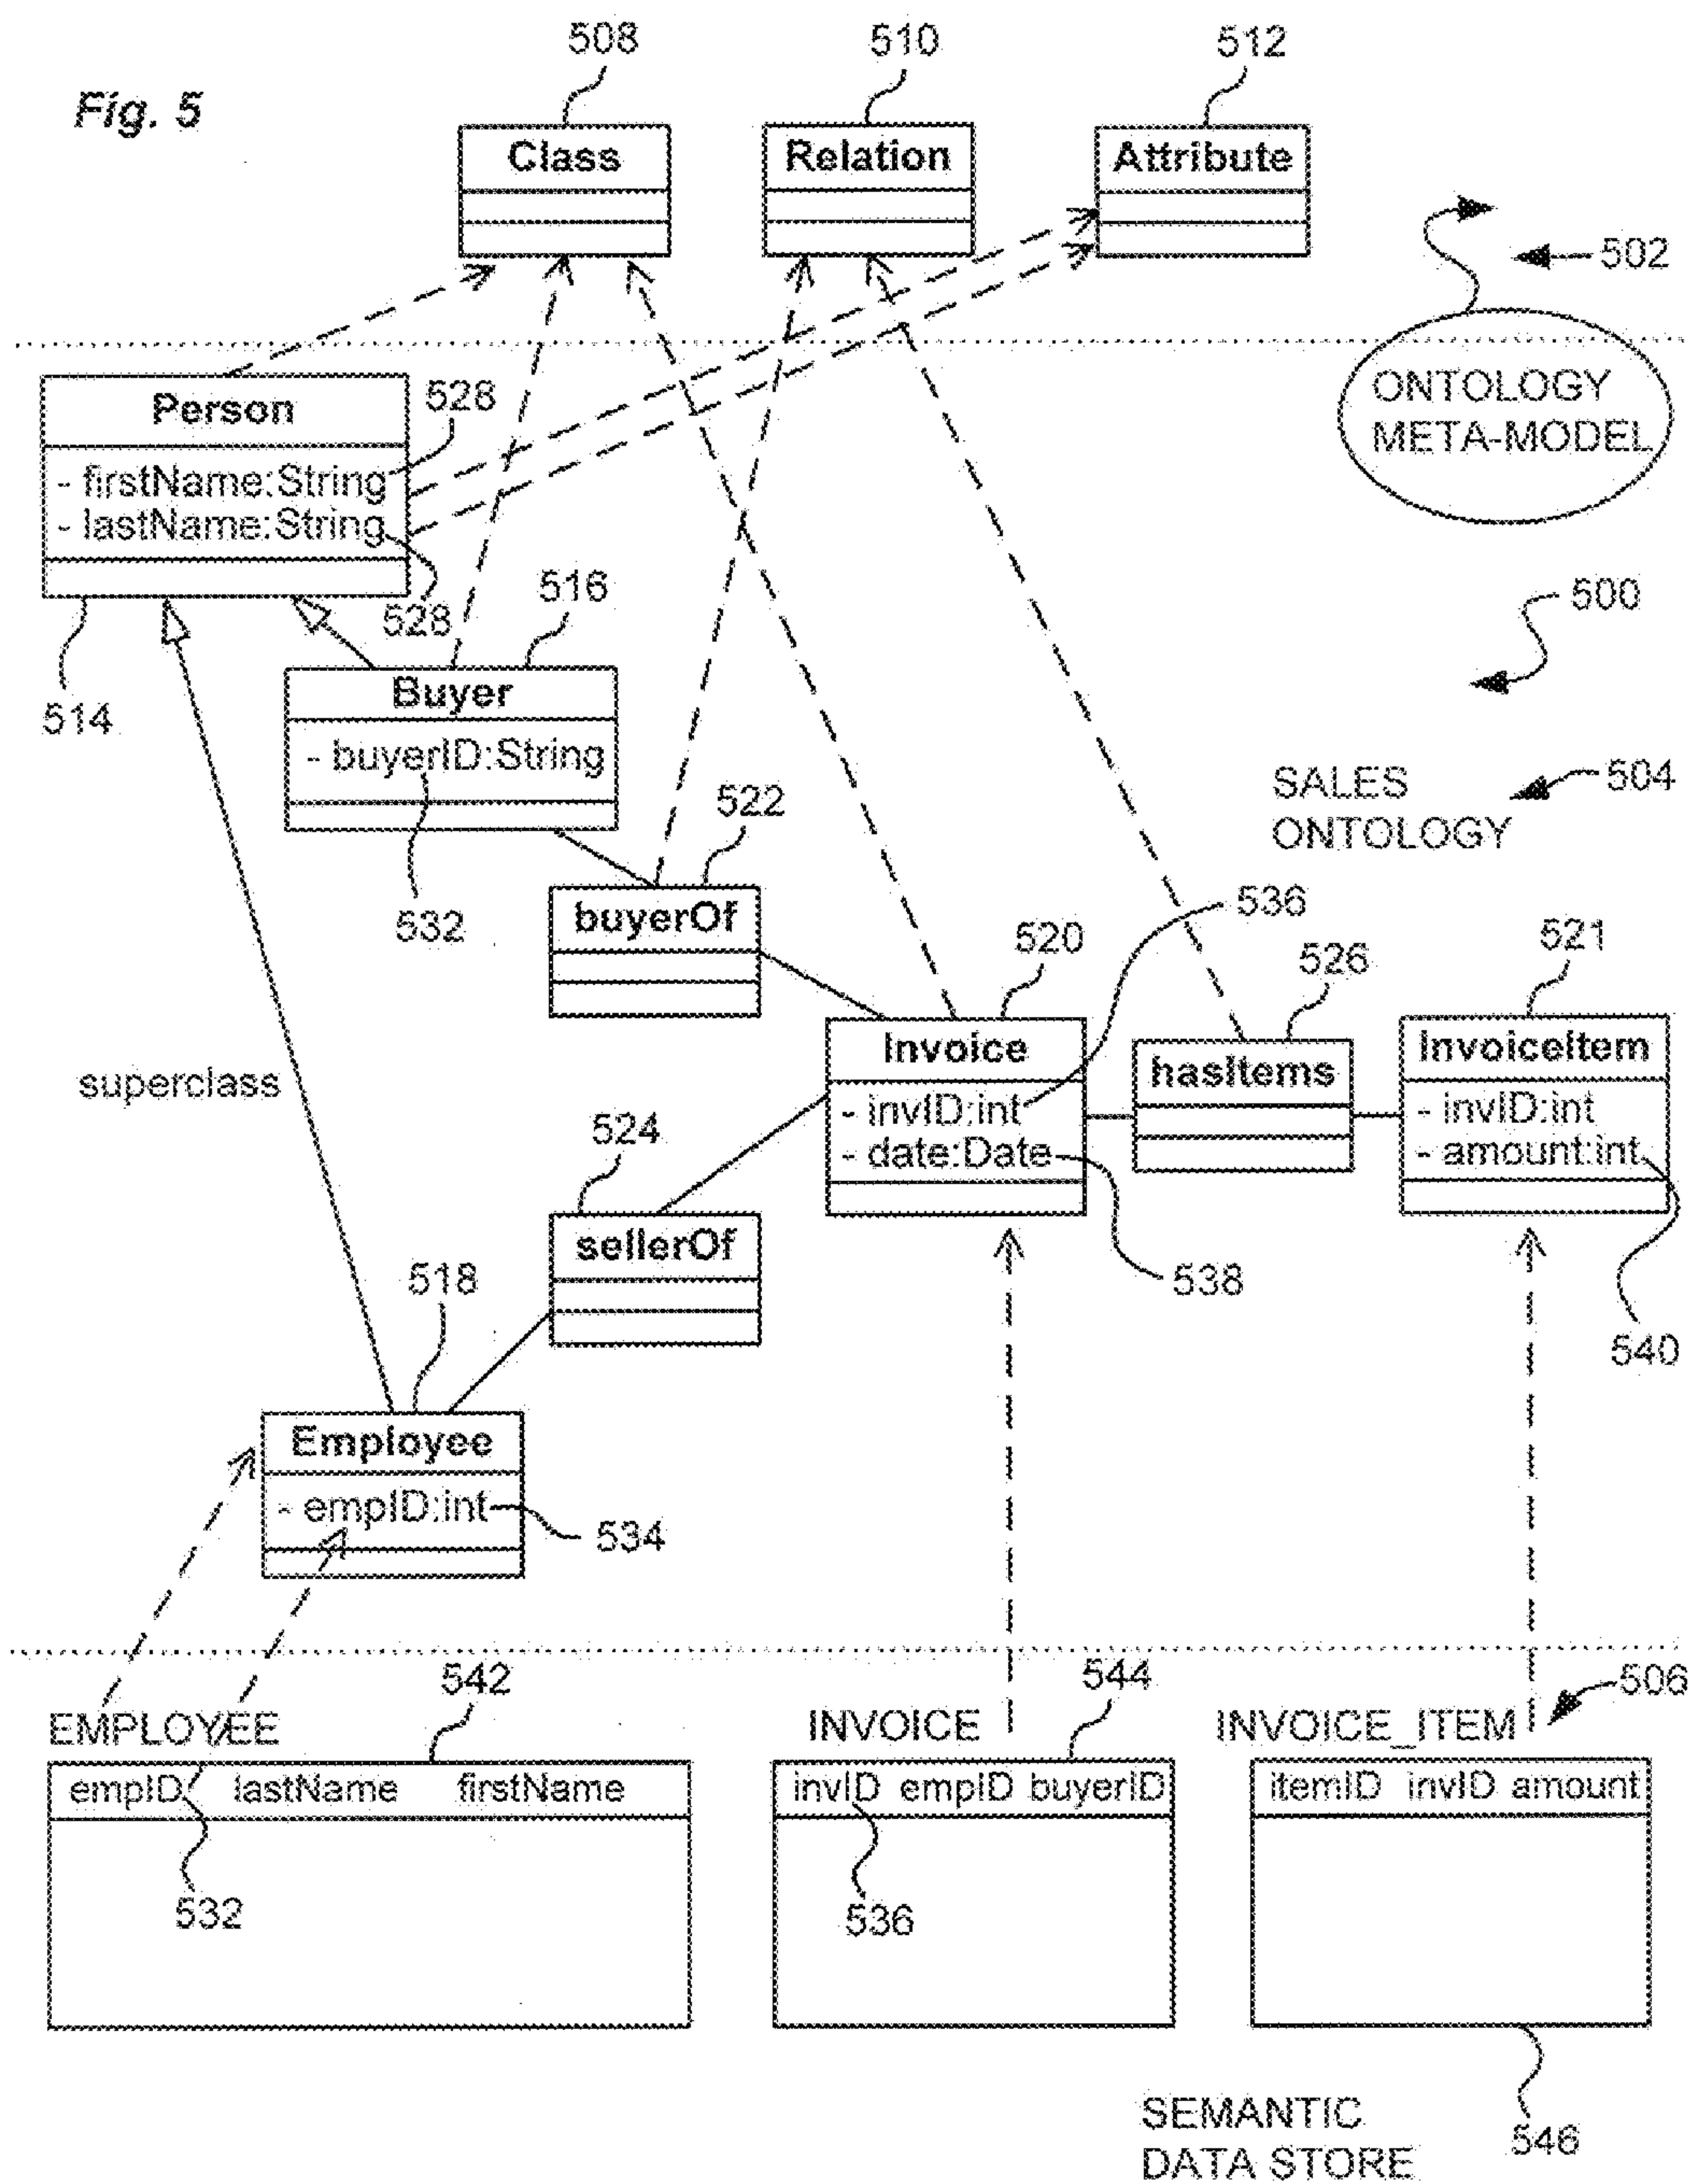 508
510
512
Fig. 5
Class
Relation
Attribute
502
ONTOLOGY
META-MODEL
Person
528
- firstName:String
- lastName:String
528
514
516
500
Buyer
- buyerID:String
532
522
SALES
ONTOLOGY
504
buyerOf
536
520
526
521
Invoice
- invID:int
- date:Date
hasItems
InvoiceItem
- invID:int
- amount:int
superclass
524
sellerOf
538
540
518
Employee
- empID:int
534
542
544
506
EMPLOYEE
INVOICE
INVOICE_ITEM
empID lastName firstName
invID empID buyerID
itemID invID amount
532
536
SEMANTIC
DATA STORE
546